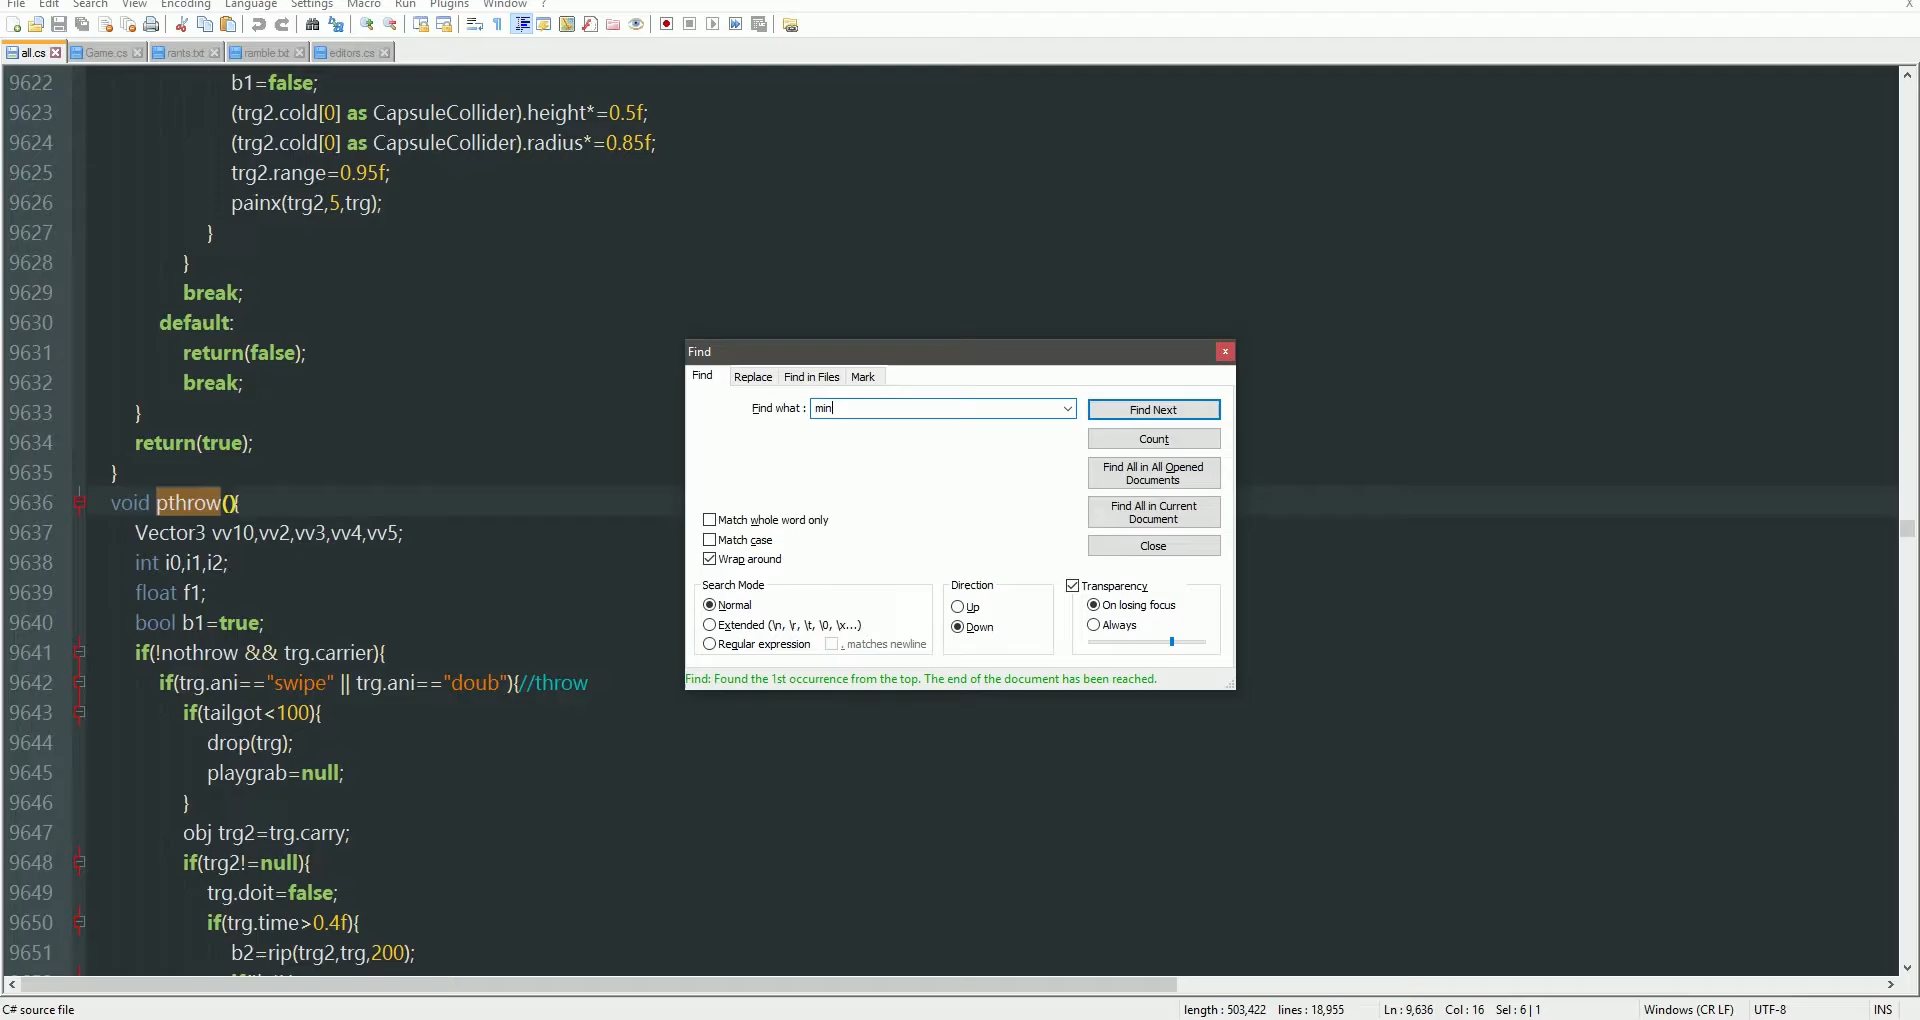 File Edit Search View Encoding Language Settings Macro Run Plugins Window ?
all.cs Game.cs rants.txt ramble.txt editors.cs
9622 b1=false;
9623 (trg2.cold[0] as CapsuleCollider).height*=0.5f;
9624 (trg2.cold[0] as CapsuleCollider).radius*=0.85f;
9625 trg2.range=0.95f;
9626 painx(trg2,5,trg);
9627 }
9628 }
9629 break;
9630 default:
9631 return(false);
9632 break;
9633 }
9634 return(true);
9635 }
9636 void pthrow(){
9637 Vector3 vv10,vv2,vv3,vv4,vv5;
9638 int i0,i1,i2;
9639 float f1;
9640 bool b1=true;
9641 if(!nothrow && trg.carrier){
9642 if(trg.ani=="swipe" || trg.ani=="doub"){//throw
9643 if(tailgot<100){
9644 drop(trg);
9645 playgrab=null;
9646 }
9647 obj trg2=trg.carry;
9648 if(trg2!=null){
9649 trg.doit=false;
9650 if(trg.time>0.4f){
9651 b2=rip(trg2,trg,200);
Find
Find Replace Find in Files Mark
Find what : min
Find Next
Count
Find All in All Opened
Documents
Find All in Current
Document
Close
Match whole word only
Match case
Wrap around
Search Mode
Normal
Extended (\n, \r, \t, \0, \x...)
Regular expression . matches newline
Direction
Up
Down
Transparency
On losing focus
Always
Find: Found the 1st occurrence from the top. The end of the document has been reached.
C# source file length : 503,422 lines : 18,955 Ln : 9,636 Col : 16 Sel : 6 | 1 Windows (CR LF) UTF-8 INS